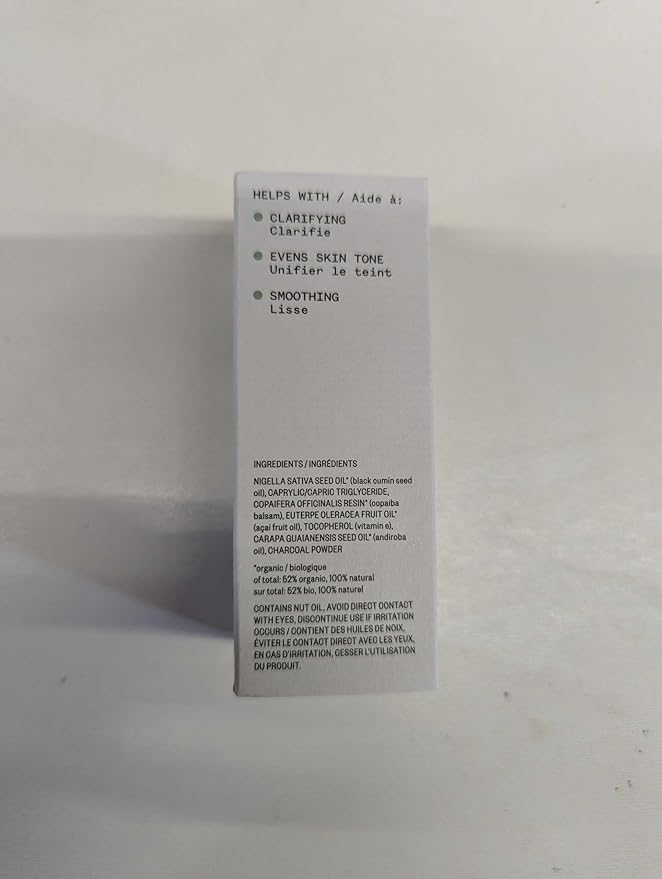 HELPS WITH / Aide à:
CLARIFYING
Clarifie
EVENS SKIN TONE
Unifier le teint
SMOOTHING
Lisse
INGREDIENTS / INGRÉDIENTS
NIGELLA SATIVA SEED OIL* (black cumin seed
oil), CAPRYLIC/CAPRIC TRIGLYCERIDE,
COPAIFERA OFFICINALIS RESIN* (copaiba
balsam), EUTERPE OLERACEA FRUIT OIL*
(açai fruit oil), TOCOPHEROL (vitamin e),
CARAPA GUAIANENSIS SEED OIL* (andiroba
oil), CHARCOAL POWDER
*organic / biologique
of total: 52% organic, 100% natural
sur total: 52% bio, 100% naturel
CONTAINS NUT OIL, AVOID DIRECT CONTACT
WITH EYES, DISCONTINUE USE IF IRRITATION
OCCURS / CONTIENT DES HUILES DE NOIX,
ÉVITER LE CONTACT DIRECT AVEC LES YEUX,
EN CAS D'IRRITATION, CESSER L'UTILISATION
DU PRODUIT.